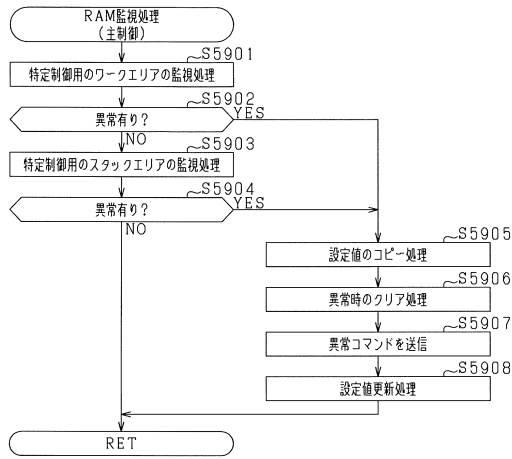 RAM監視処理
(主制御)
S5901
特定制御用のワークエリアの監視処理
S5902
異常有り?
YES
NO
S5903
特定制御用のスタックエリアの監視処理
S5904
異常有り?
YES
NO
S5905
設定値のコピー処理
S5906
異常時のクリア処理
S5907
異常コマンドを送信
S5908
設定値更新処理
RET